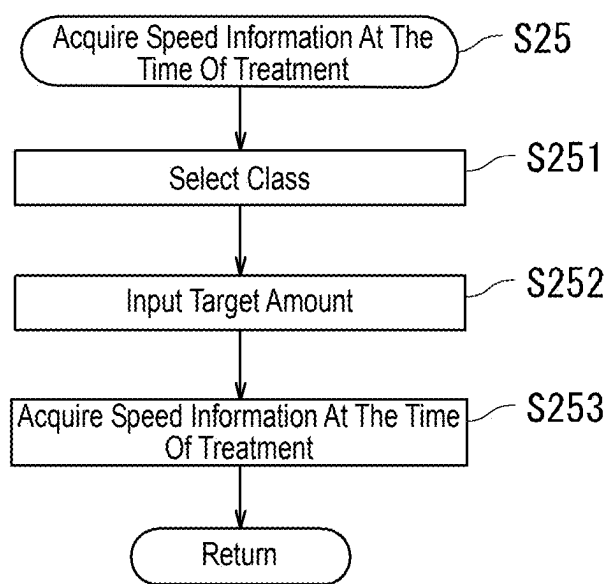 Acquire Speed Information At The
Time Of Treatment
S25
Select Class
S251
Input Target Amount
S252
Acquire Speed Information At The Time
Of Treatment
S253
Return